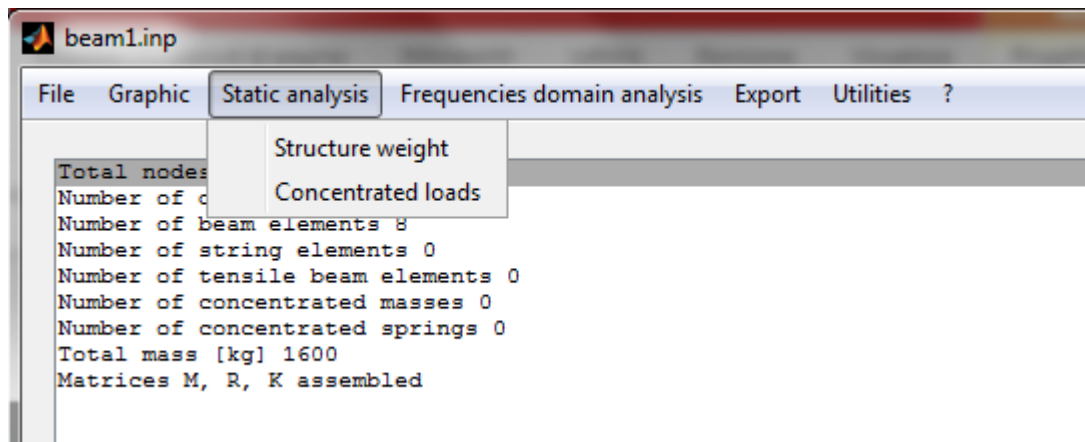 beam1.inp
File Graphic Static analysis Frequencies domain analysis Export Utilities ?
Structure weight
Concentrated loads
Total nodes
Number of
Number of beam elements 8
Number of string elements 0
Number of tensile beam elements 0
Number of concentrated masses 0
Number of concentrated springs 0
Total mass [kg] 1600
Matrices M, R, K assembled